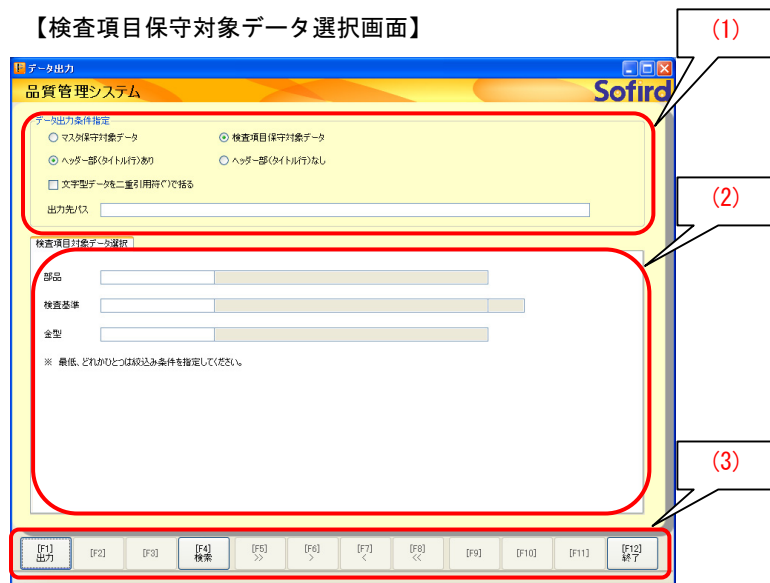 【検査項目保守対象データ選択画面】
(1)
データ出力
品質管理システム
Sofird
データ出力条件指定
マスタ保守対象データ 検査項目保守対象データ
ヘッダー部(タイトル行)あり ヘッダー部(タイトル行)なし
文字型データを二重引用符(")で括る
出力先パス
(2)
検査項目対象データ選択
部品
検査基準
金型
※ 最低、どれかひとつは絞込み条件を指定してください。
(3)
[F1] 出力 [F2] [F3] [F4] 検索 [F5] >> [F6] > [F7] < [F8] << [F9] [F10] [F11] [F12] 終了